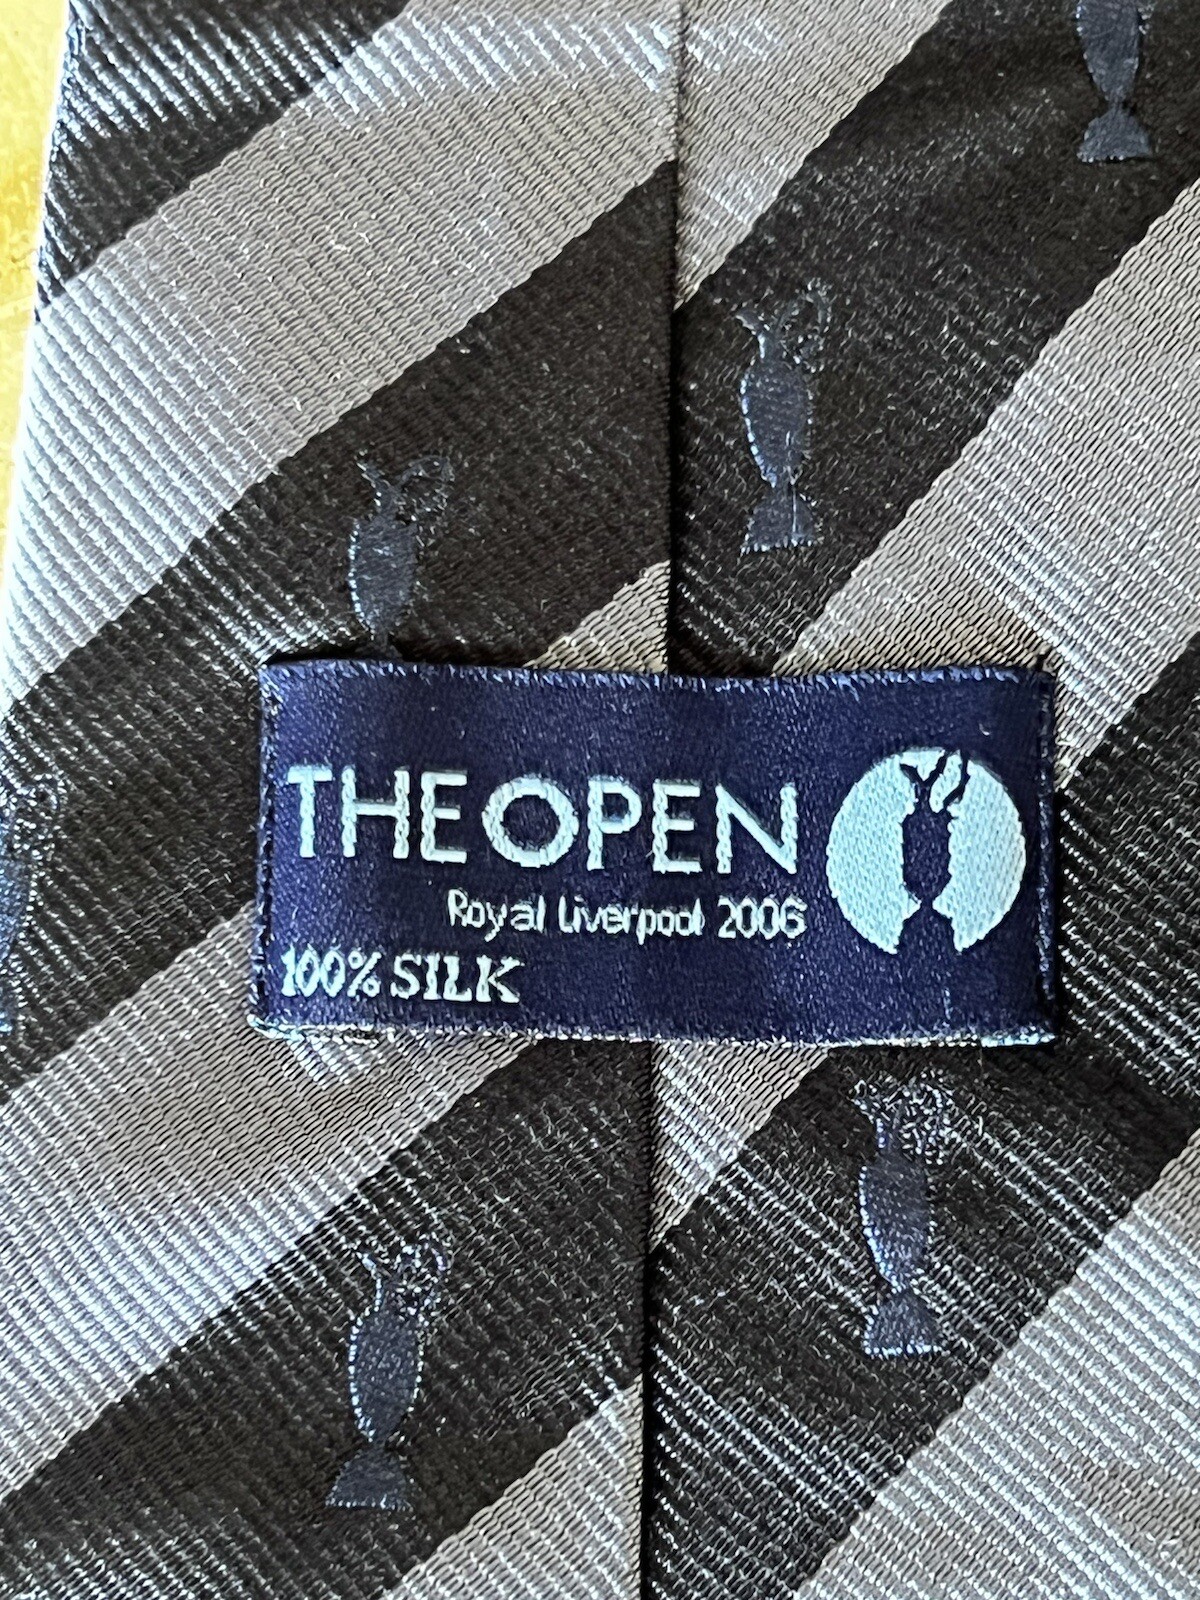 THE OPEN
Royal Liverpool 2006
100% SILK